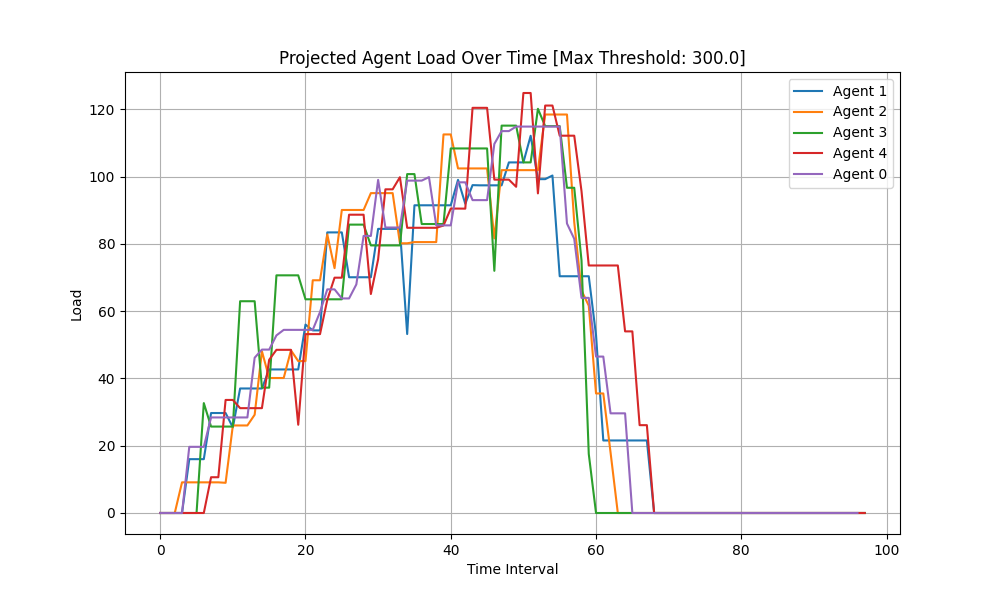 Projected Agent Load Over Time [Max Threshold: 300.0]
Agent 1
Agent 2
Agent 3
Agent 4
Agent 0
120
100
80
60
40
20
0
Load
0 20 40 60 80 100
Time Interval